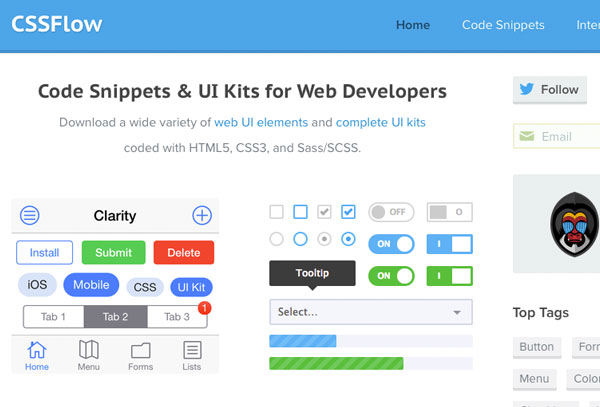 CSSFlow
Home
Code Snippets
Code Snippets & UI Kits for Web Developers
Download a wide variety of web UI elements and complete UI kits
coded with HTML5, CSS3, and Sass/SCSS.
Follow
Email
Clarity
Install
Submit
Delete
iOS
Mobile
CSS
UI Kit
Tab 1
Tab 2
Tab 3
1
Home
Menu
Forms
Lists
OFF
O
ON
I
Tooltip
ON
I
Select...
Top Tags
Button
Menu